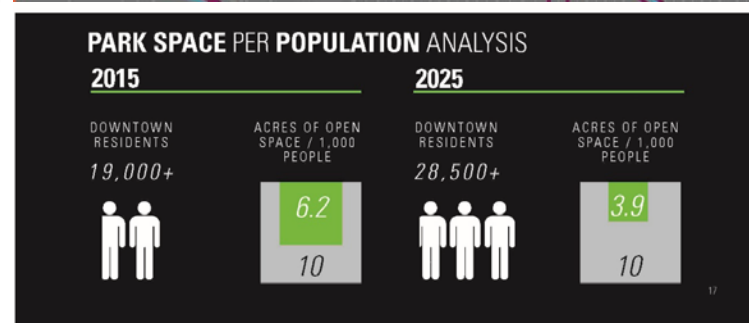 PARK SPACE PER POPULATION ANALYSIS
2015
DOWNTOWN
RESIDENTS
19,000+
ACRES OF OPEN
SPACE / 1,000
PEOPLE
6.2
10
2025
DOWNTOWN
RESIDENTS
28,500+
ACRES OF OPEN
SPACE / 1,000
PEOPLE
3.9
10
17